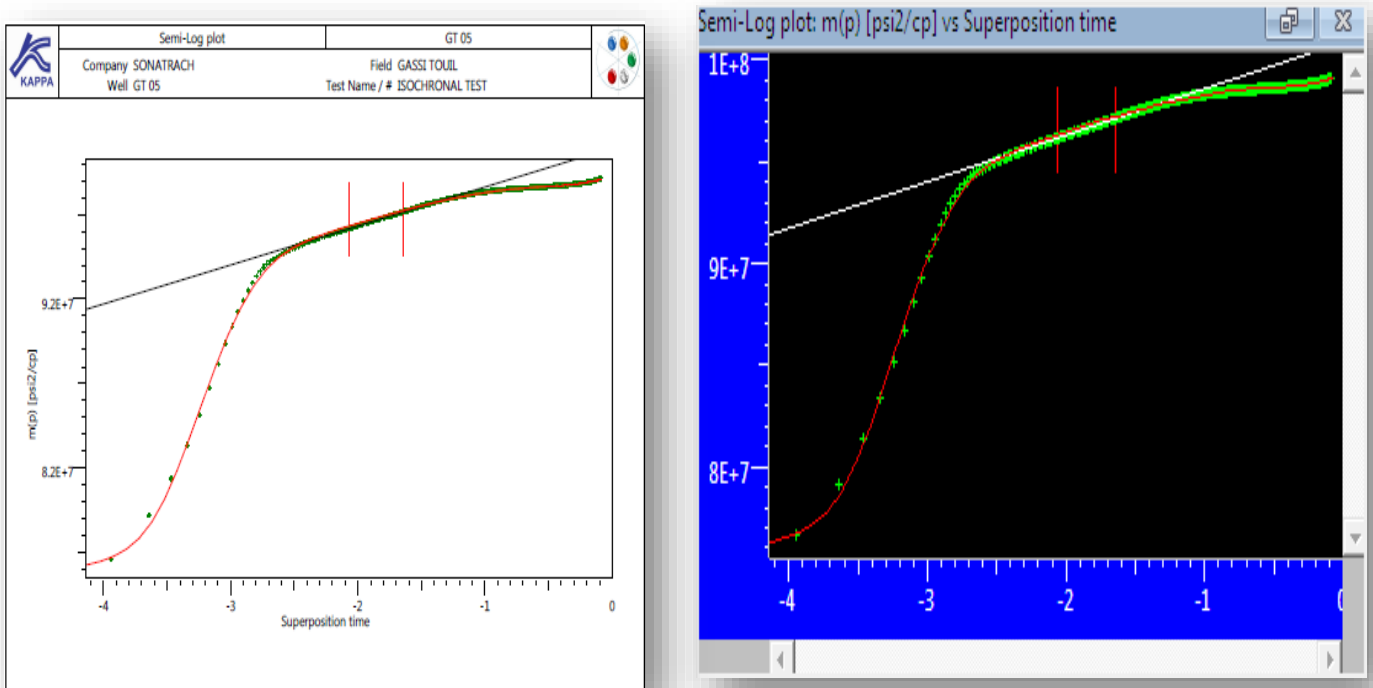 Semi-Log plot
GT 05
KAPPA
Company SONATRACH
Field GASSI TOUIL
Well GT 05
Test Name / # ISOCHRONAL TEST
9.2E+7
8.2E+7
m(p) [psi2/cp]
-4 -3 -2 -1 0
Superposition time
Semi-Log plot: m(p) [psi2/cp] vs Superposition time
1E+8
9E+7
8E+7
-4 -3 -2 -1 0